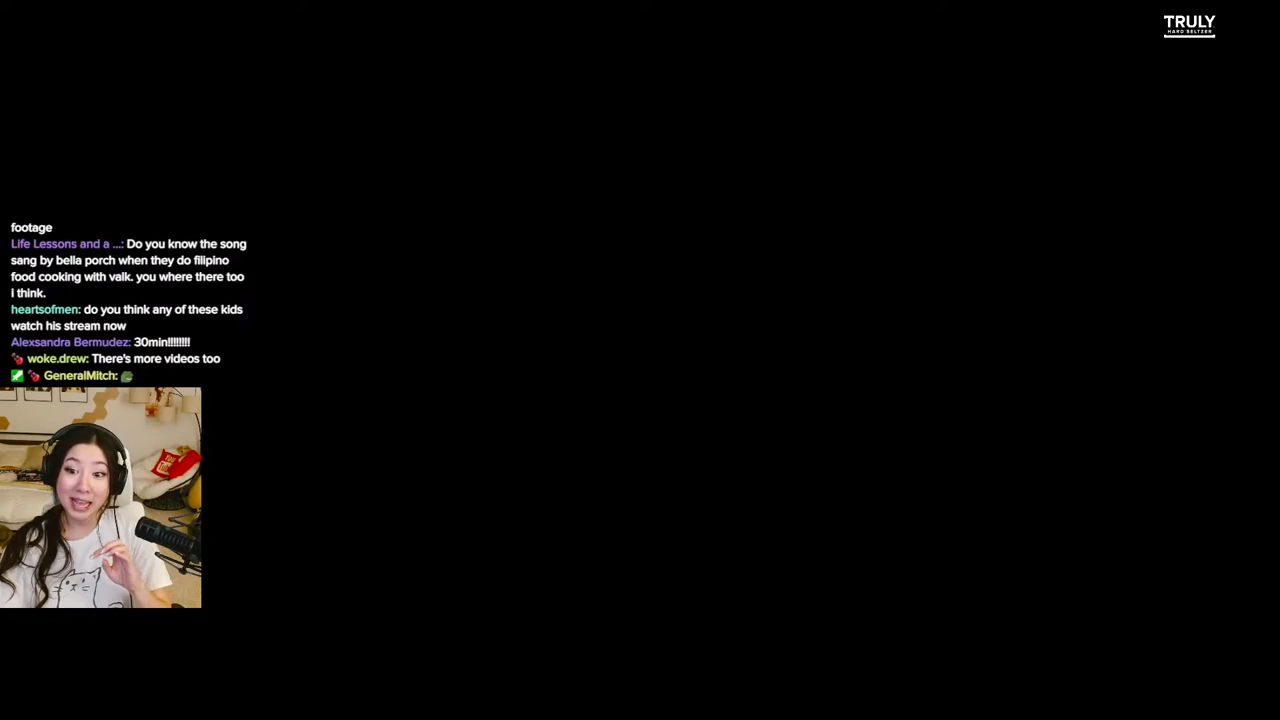 TRULY
HARD SELTZER
footage
Life Lessons and a ...: Do you know the song
sang by bella porch when they do filipino
food cooking with valk. you where there too
i think.
heartsofmen: do you think any of these kids
watch his stream now
Alexsandra Bermudez: 30min!!!!!!!!
woke.drew: There's more videos too
GeneralMitch:
You